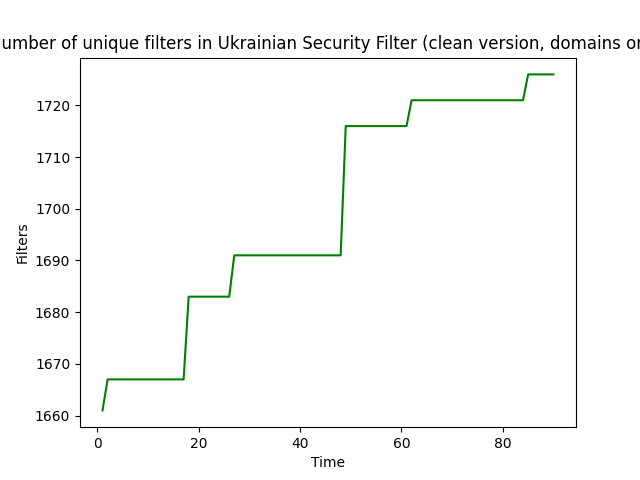 umber of unique filters in Ukrainian Security Filter (clean version, domains or
1720
1710
1700
1690
1680
1670
1660
Filters
0 20 40 60 80
Time